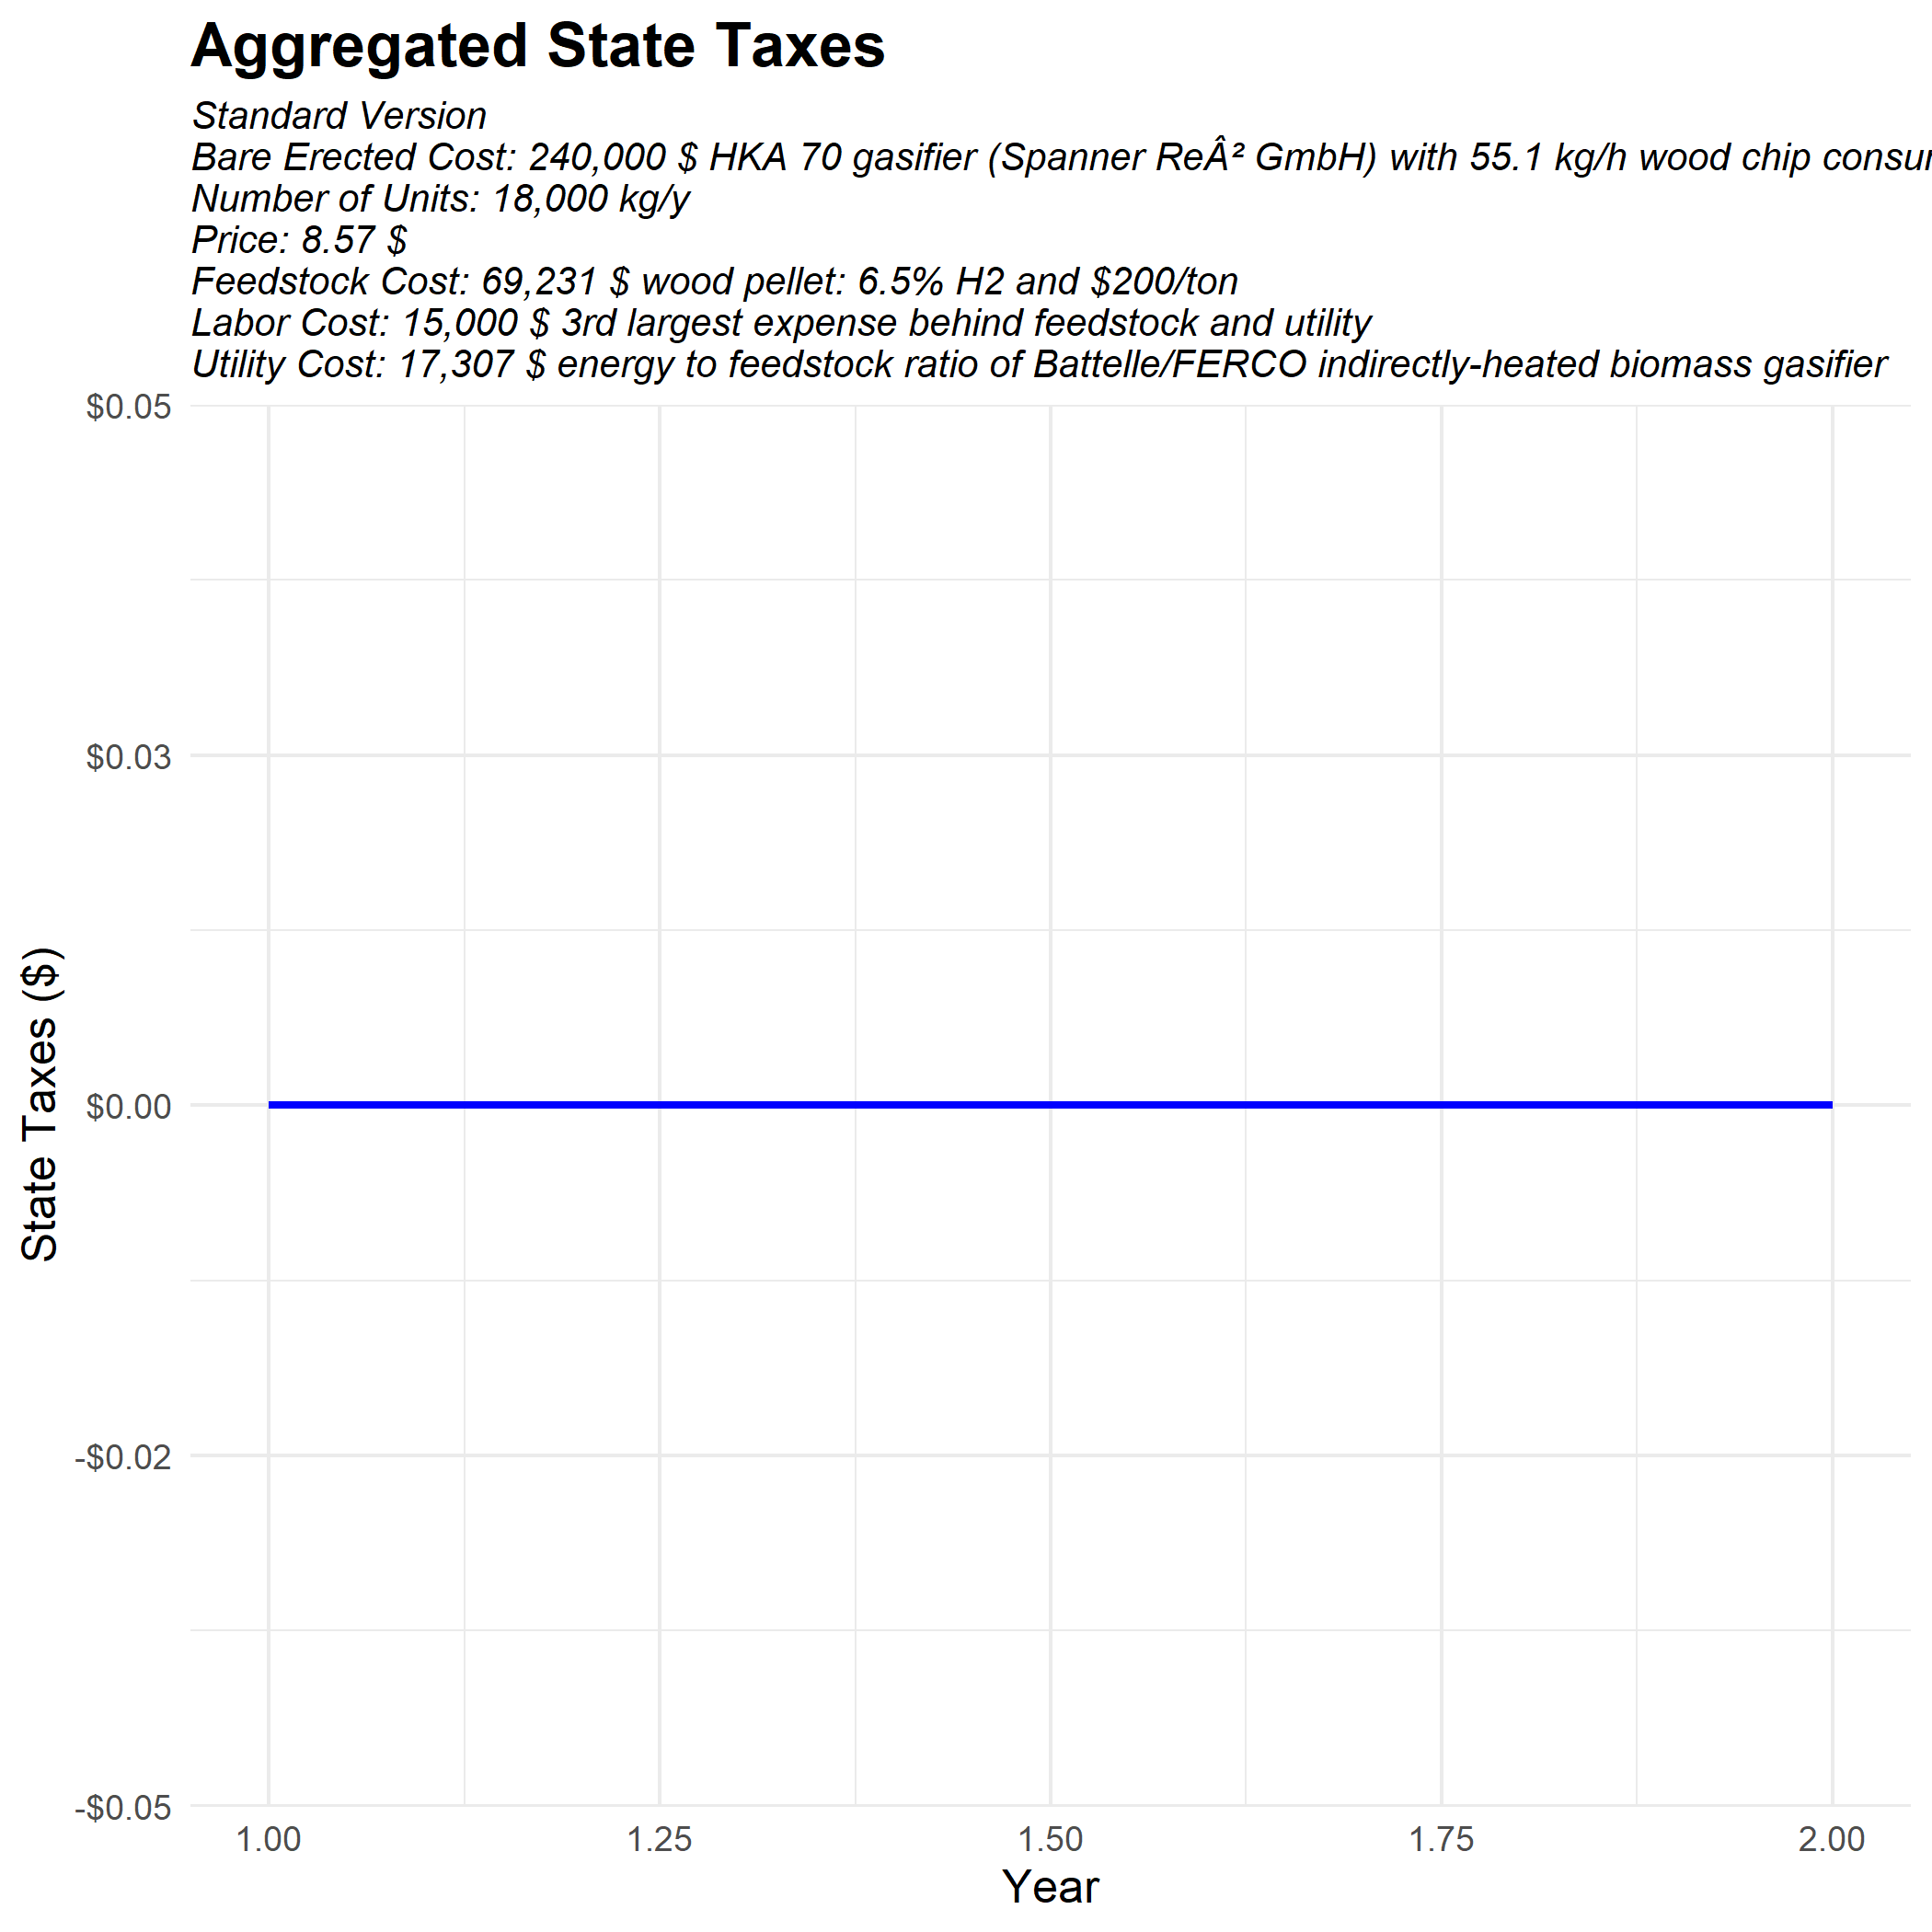 Aggregated State Taxes
Standard Version
Bare Erected Cost: 240,000 $ HKA 70 gasifier (Spanner ReÂ² GmbH) with 55.1 kg/h wood chip
Number of Units: 18,000 kg/y
Price: 8.57 $
Feedstock Cost: 69,231 $ wood pellet: 6.5% H2 and $200/ton
Labor Cost: 15,000 $ 3rd largest expense behind feedstock and utility
Utility Cost: 17,307 $ energy to feedstock ratio of Battelle/FERCO indirectly-heated biomass gasifier
$0.05
$0.03
$0.00
-$0.02
-$0.05
State Taxes ($)
1.00 1.25 1.50 1.75 2.00
Year